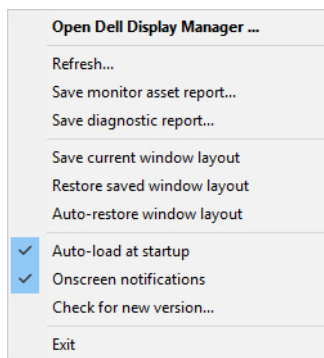 Open Dell Display Manager ...
Refresh...
Save monitor asset report...
Save diagnostic report...
Save current window layout
Restore saved window layout
Auto-restore window layout
Auto-load at startup
Onscreen notifications
Check for new version...
Exit